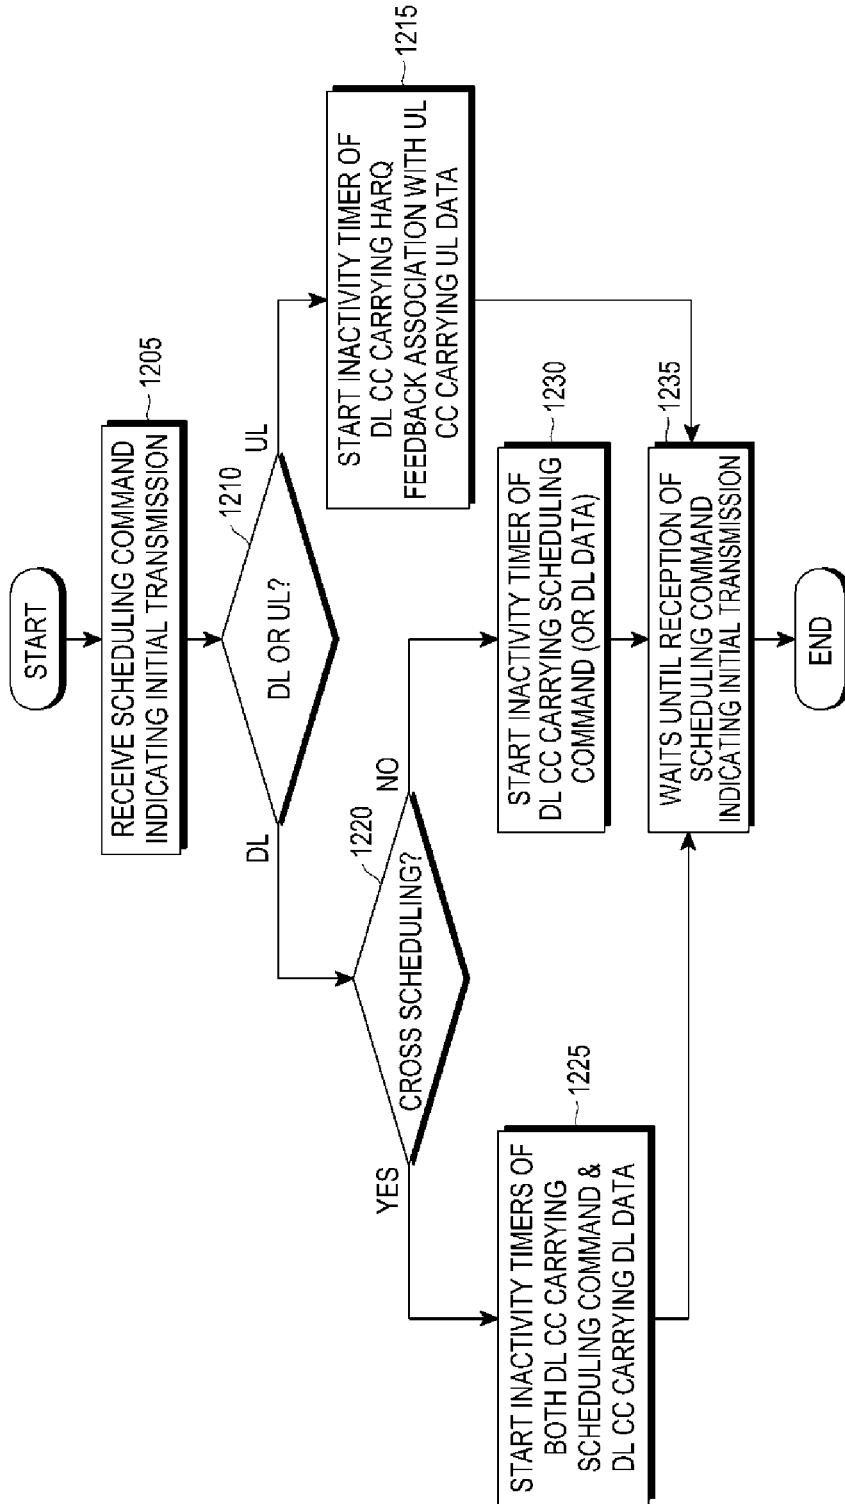 START
RECEIVE SCHEDULING COMMAND
INDICATING INITIAL TRANSMISSION
1205
DL OR UL?
1210
DL
UL
START INACTIVITY TIMER OF
DL CC CARRYING HARQ
FEEDBACK ASSOCIATION WITH UL
CC CARRYING UL DATA
1215
CROSS SCHEDULING?
1220
YES
NO
START INACTIVITY TIMERS OF
BOTH DL CC CARRYING
SCHEDULING COMMAND &
DL CC CARRYING DL DATA
1225
START INACTIVITY TIMER OF
DL CC CARRYING SCHEDULING
COMMAND (OR DL DATA)
1230
WAITS UNTIL RECEPTION OF
SCHEDULING COMMAND
INDICATING INITIAL TRANSMISSION
1235
END